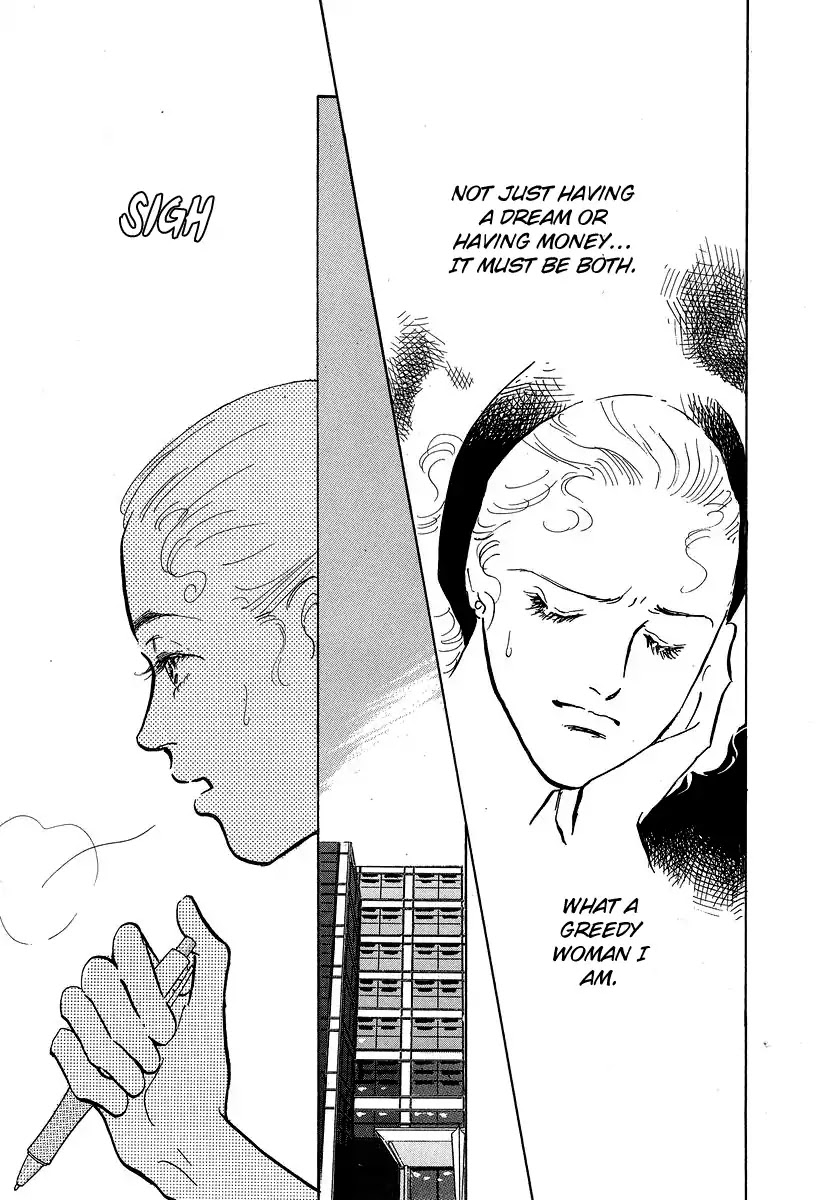 NOT JUST HAVING
A DREAM OR
HAVING MONEY...
IT MUST BE BOTH.
WHAT A
GREEDY
WOMAN I
AM.
SIGH